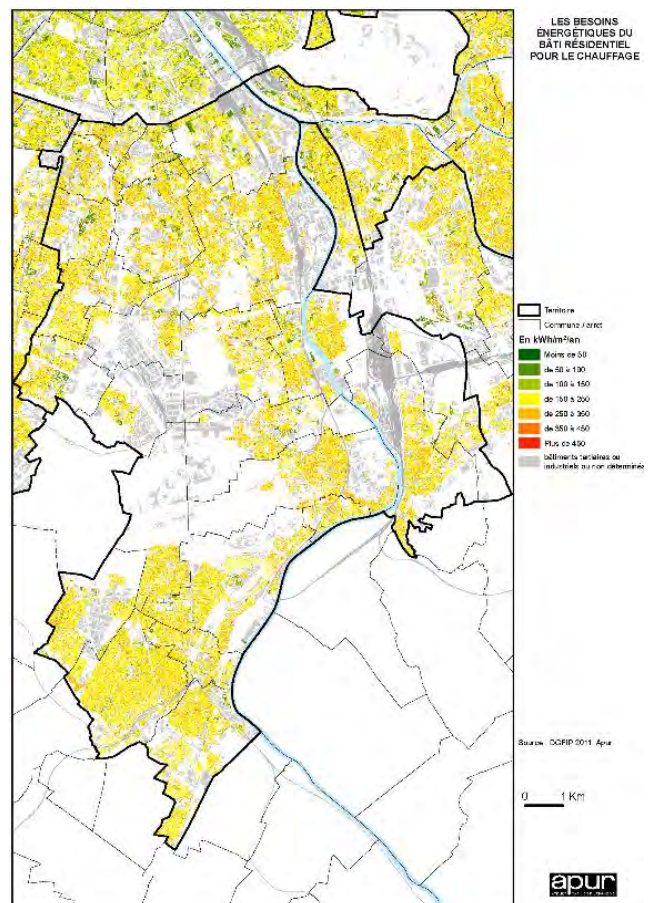 LES BESOINS
ÉNERGÉTIQUES DU
BÂTI RÉSIDENTIEL
POUR LE CHAUFFAGE
Territoire
Commune / arrdt
En kWh/m²/an
Moins de 50
de 50 à 100
de 100 à 150
de 150 à 250
de 250 à 350
de 350 à 450
Plus de 450
bâtiments tertiaires ou
industriels ou non déterminés
Source : DGFIP 2011, Apur
0 1 Km
apur